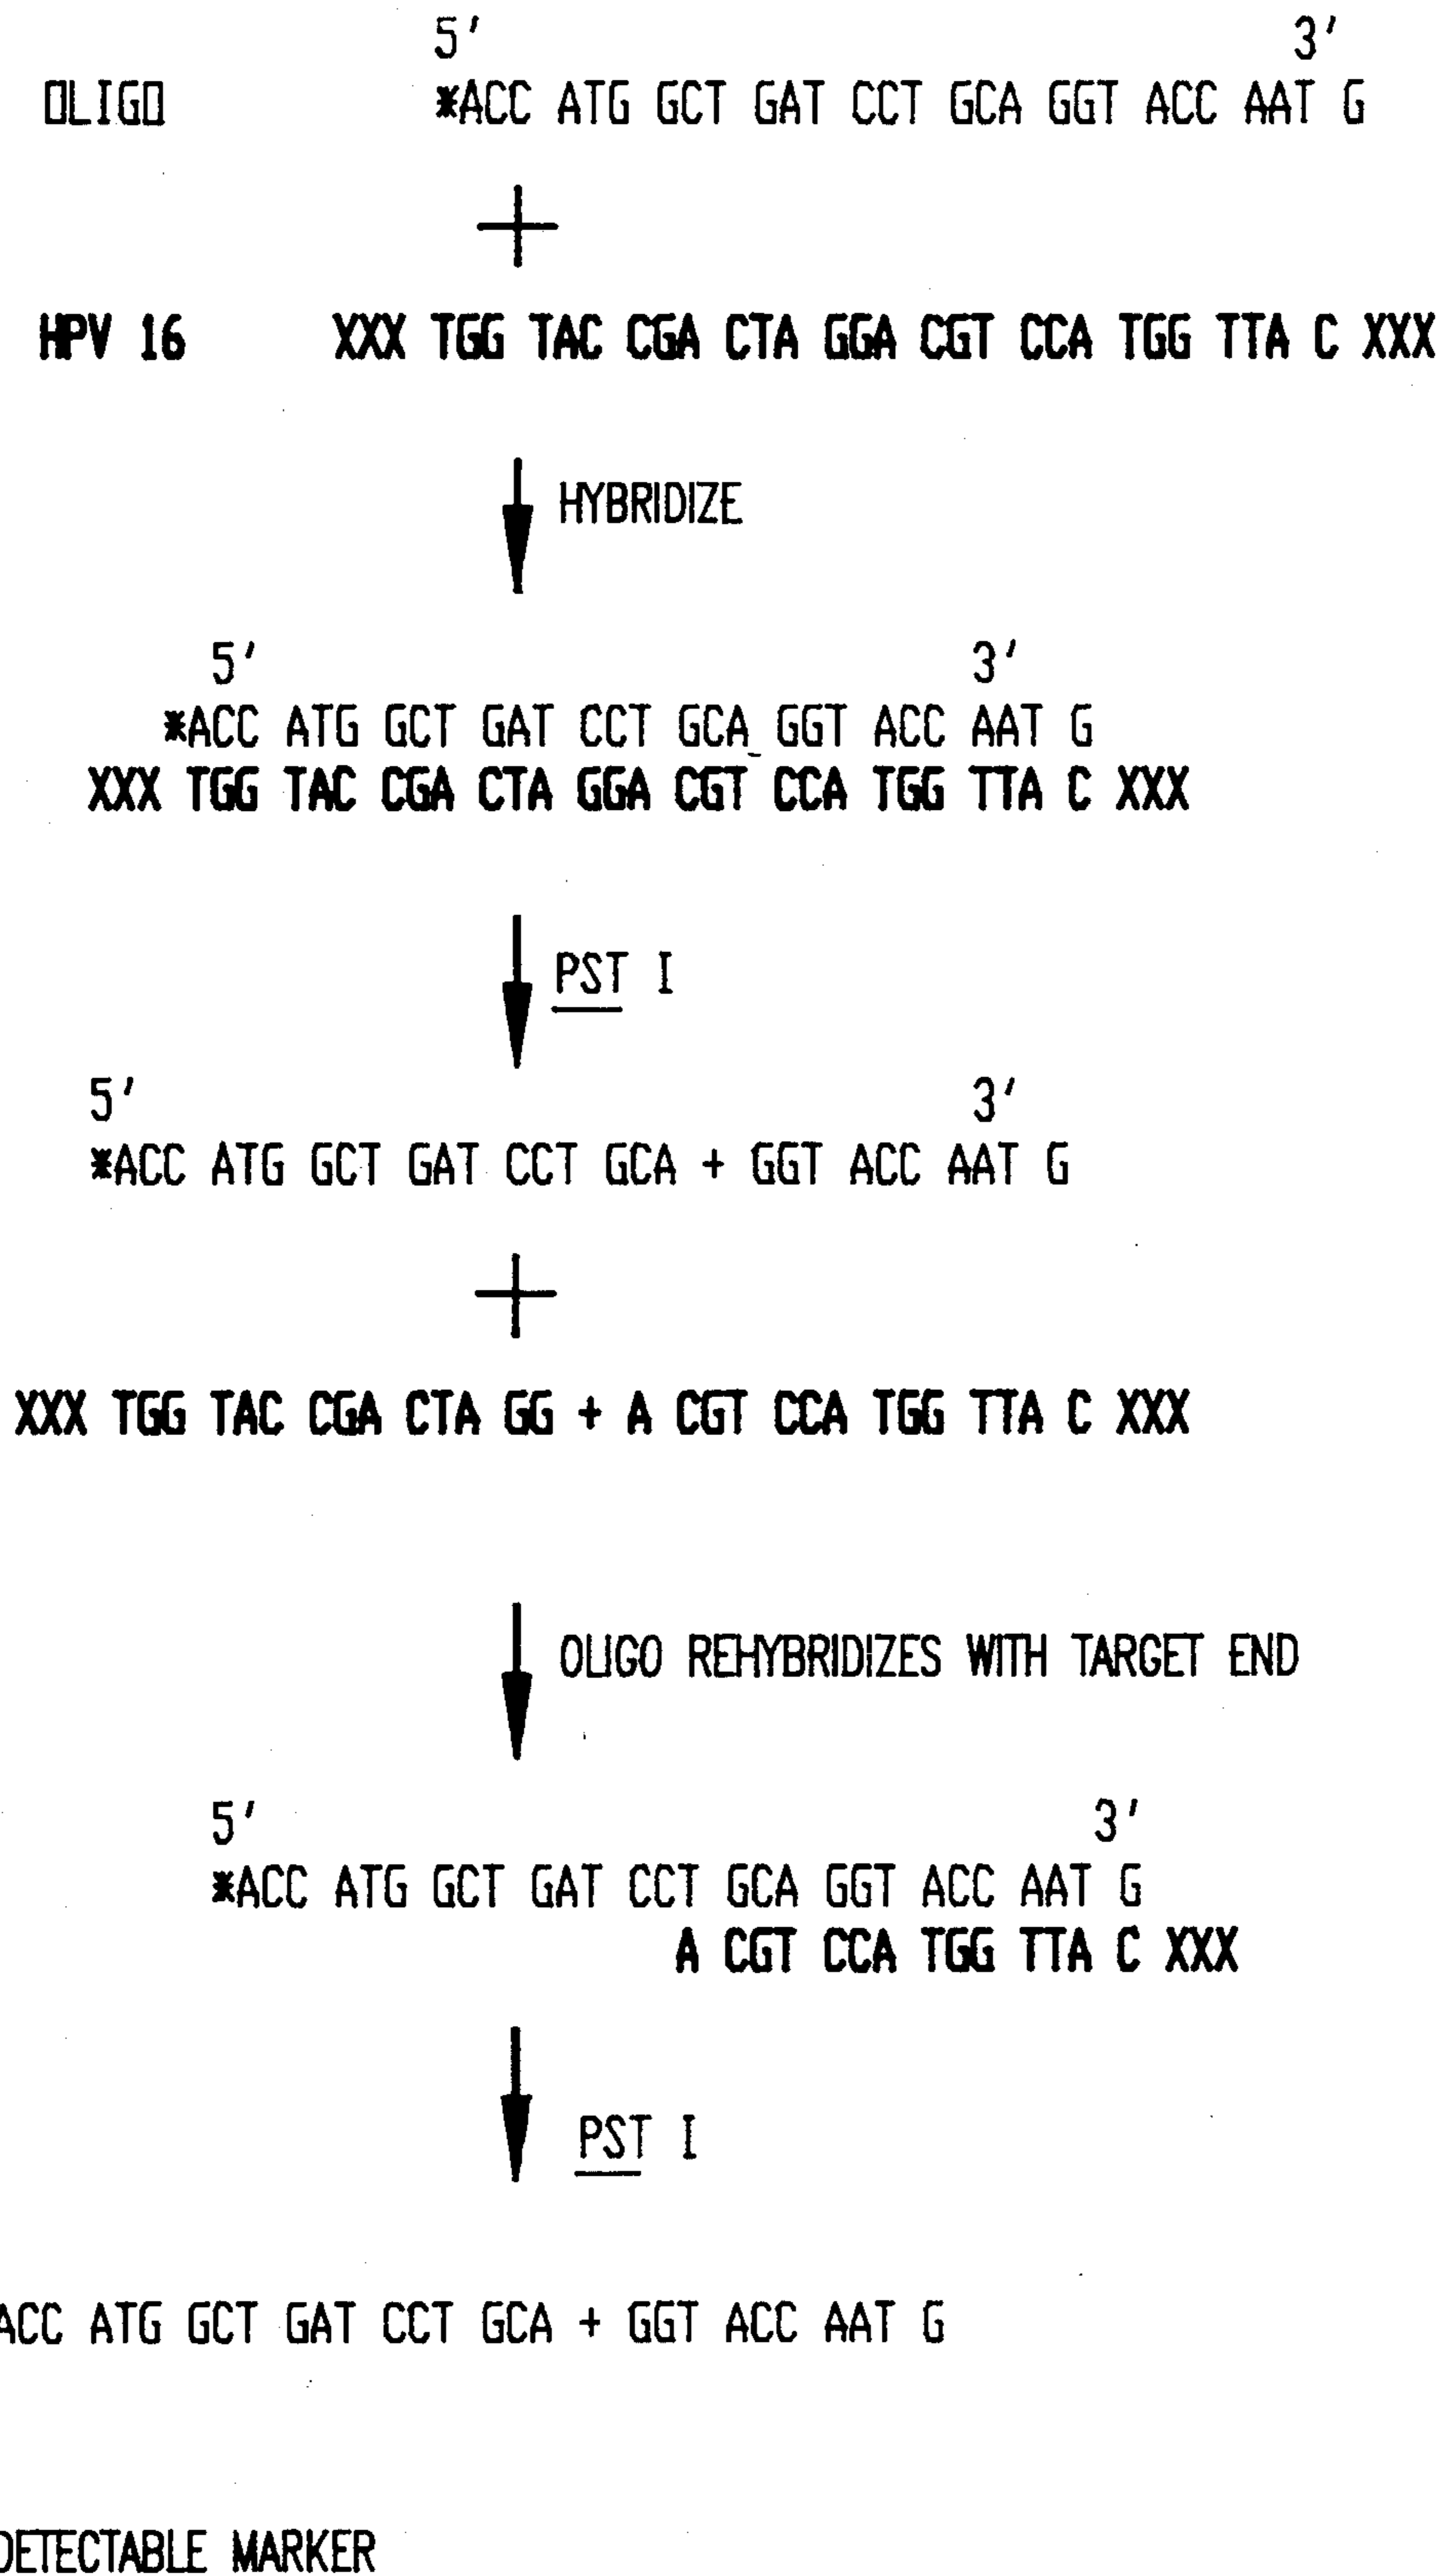 5' 3'
OLIGO *ACC ATG GCT GAT CCT GCA GGT ACC AAT G
+
HPV 16 XXX TGG TAC CGA CTA GGA CGT CCA TGG TTA C XXX
HYBRIDIZE
5' 3'
*ACC ATG GCT GAT CCT GCA GGT ACC AAT G
XXX TGG TAC CGA CTA GGA CGT CCA TGG TTA C XXX
PST I
5' 3'
*ACC ATG GCT GAT CCT GCA + GGT ACC AAT G
+
XXX TGG TAC CGA CTA GG + A CGT CCA TGG TTA C XXX
OLIGO REHYBRIDIZES WITH TARGET END
5' 3'
*ACC ATG GCT GAT CCT GCA GGT ACC AAT G
A CGT CCA TGG TTA C XXX
PST I
ACC ATG GCT GAT CCT GCA + GGT ACC AAT G
DETECTABLE MARKER